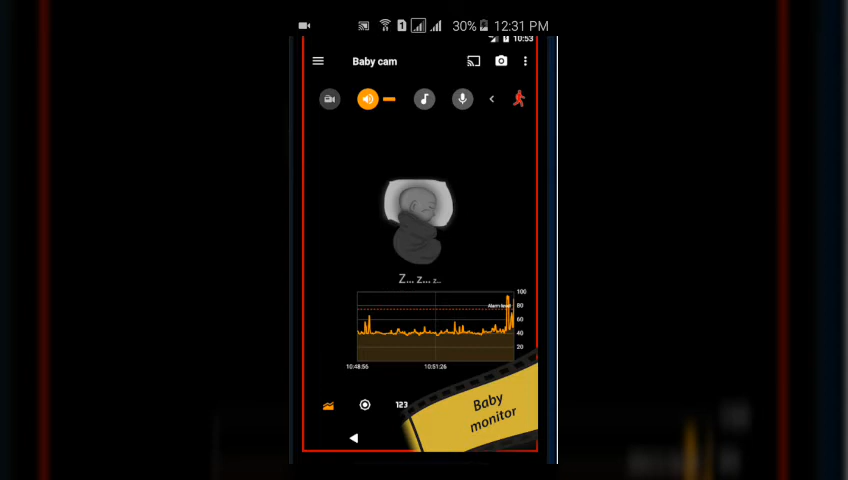 1 30% 12:31 PM
10:53
Baby cam
Z... z... z...
100
Alarm level
80
60
40
20
10:48:56 10:51:26
123
Baby
monitor